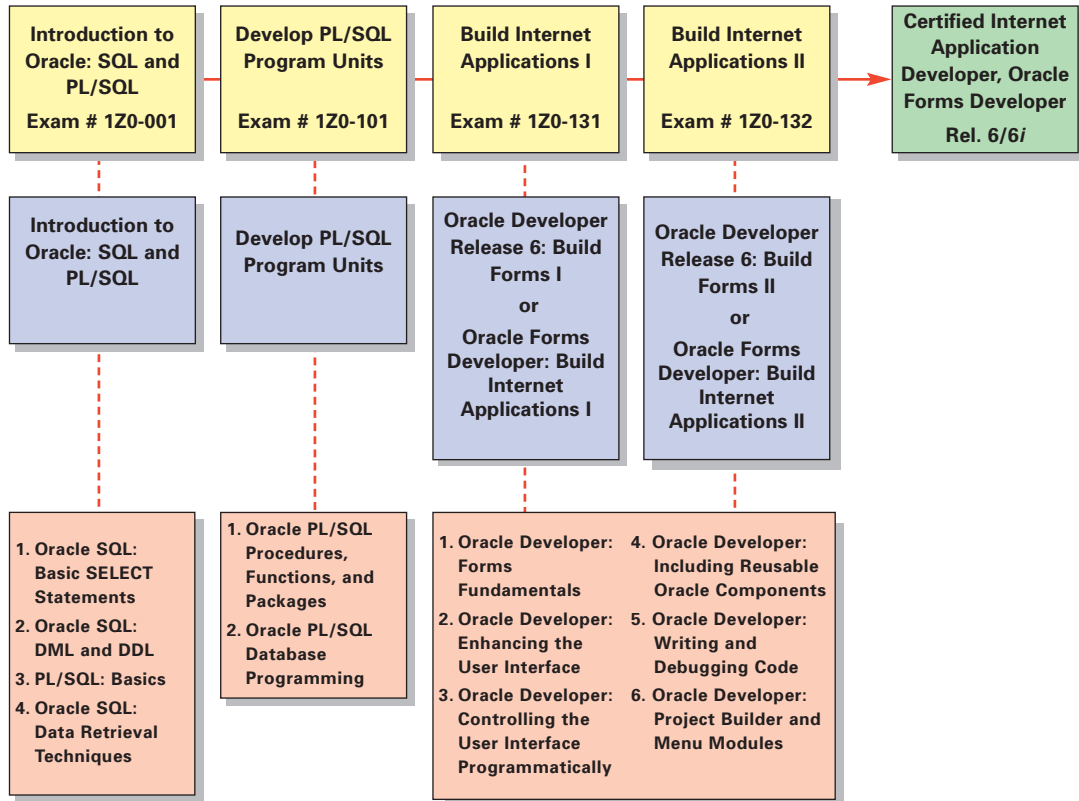 Introduction to
Oracle: SQL and
PL/SQL
Exam # 1Z0-001
Develop PL/SQL
Program Units
Exam # 1Z0-101
Build Internet
Applications I
Exam # 1Z0-131
Build Internet
Applications II
Exam # 1Z0-132
Certified Internet
Application
Developer, Oracle
Forms Developer
Rel. 6/6i
Introduction to
Oracle: SQL and
PL/SQL
Develop PL/SQL
Program Units
Oracle Developer
Release 6: Build
Forms I
or
Oracle Forms
Developer: Build
Internet
Applications I
Oracle Developer
Release 6: Build
Forms II
or
Oracle Forms
Developer: Build
Internet
Applications II
1. Oracle SQL:
Basic SELECT
Statements
2. Oracle SQL:
DML and DDL
3. PL/SQL: Basics
4. Oracle SQL:
Data Retrieval
Techniques
1. Oracle PL/SQL
Procedures,
Functions, and
Packages
2. Oracle PL/SQL
Database
Programming
1. Oracle Developer:
Forms
Fundamentals
2. Oracle Developer:
Enhancing the
User Interface
3. Oracle Developer:
Controlling the
User Interface
Programmatically
4. Oracle Developer:
Including Reusable
Oracle Components
5. Oracle Developer:
Writing and
Debugging Code
6. Oracle Developer:
Project Builder and
Menu Modules